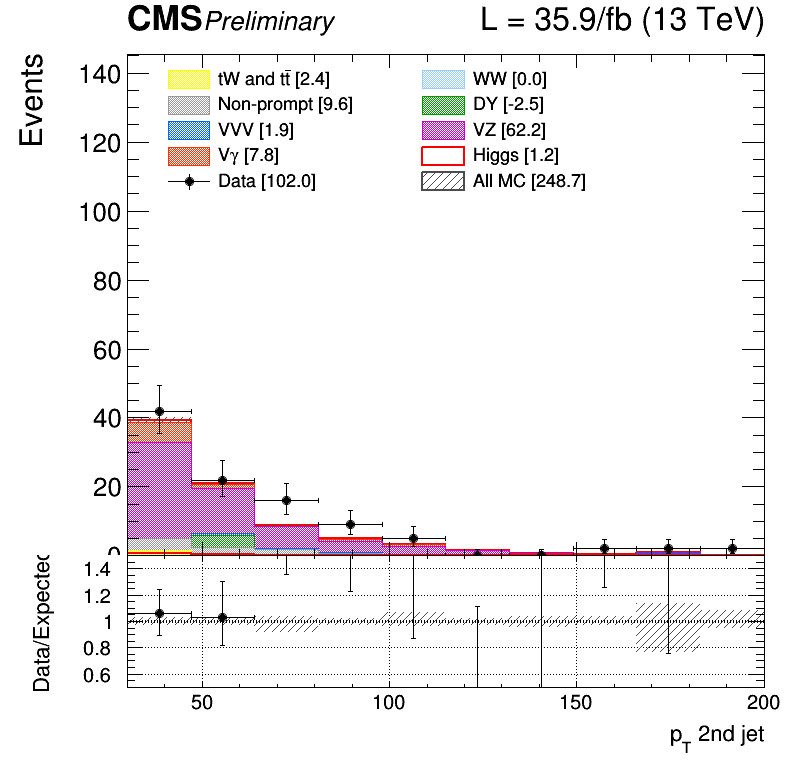 CMS Preliminary L = 35.9/fb (13 TeV)
Events
tW and tt̄ [2.4]
Non-prompt [9.6]
VVV [1.9]
Vγ [7.8]
Data [102.0]
WW [0.0]
DY [-2.5]
VZ [62.2]
Higgs [1.2]
All MC [248.7]
140
120
100
80
60
40
20
0
Data/Expected
1.4
1.2
1
0.8
0.6
50 100 150 200
p_T 2nd jet